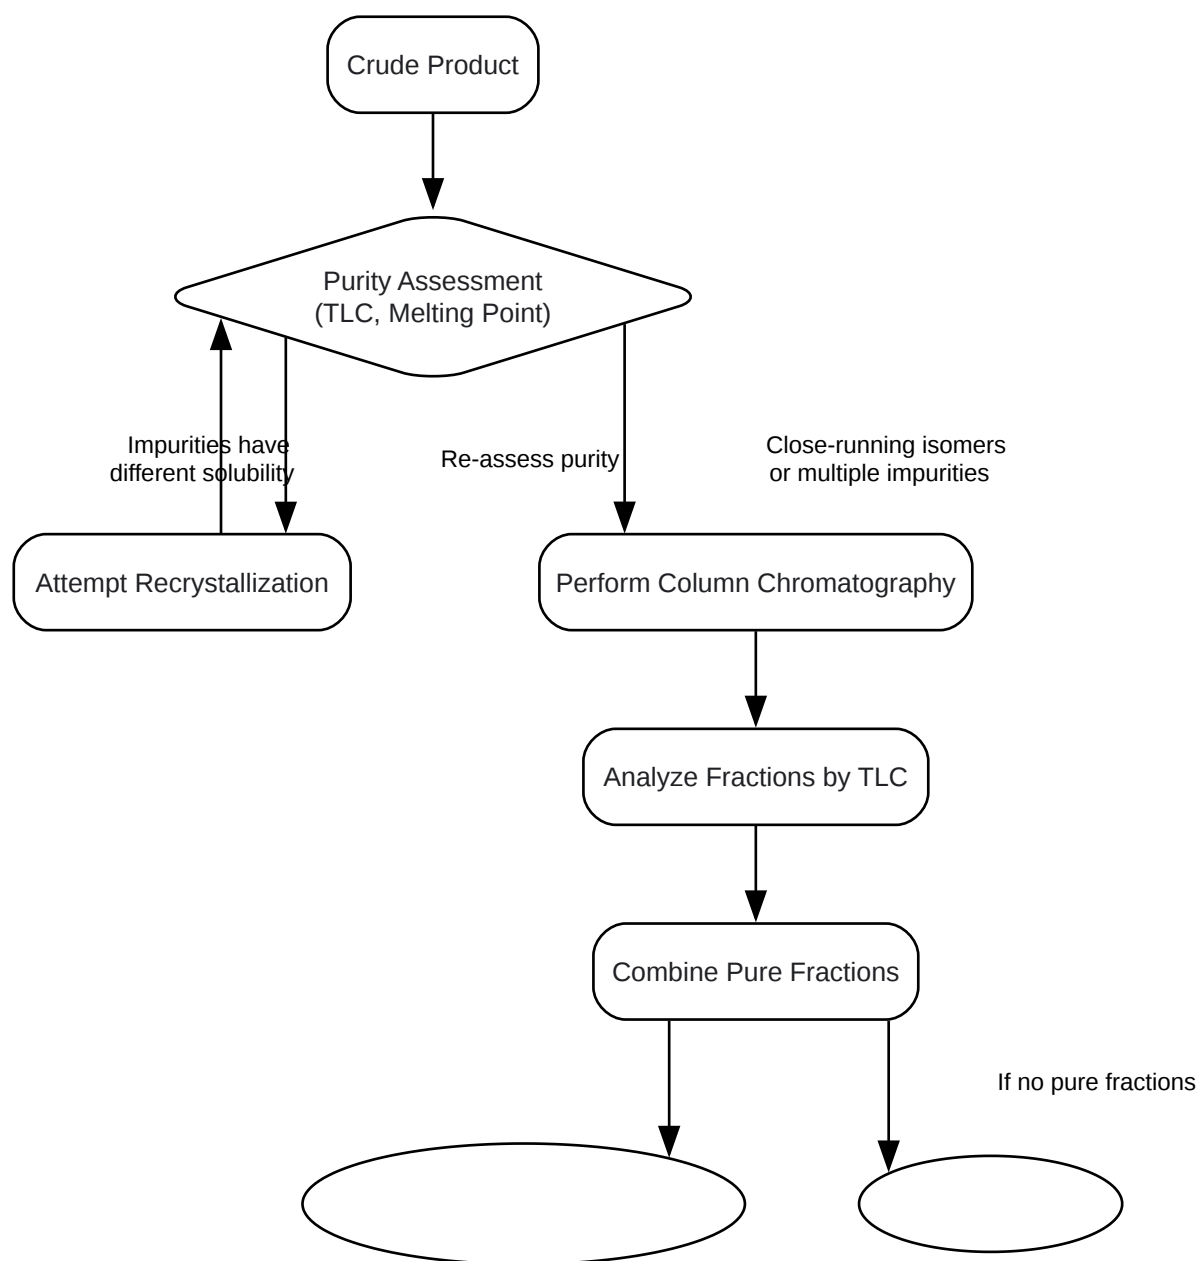 Crude Product
Purity Assessment
(TLC, Melting Point)
Impurities have
different solubility
Re-assess purity
Close-running isomers
or multiple impurities
Attempt Recrystallization
Perform Column Chromatography
Analyze Fractions by TLC
Combine Pure Fractions
If no pure fractions